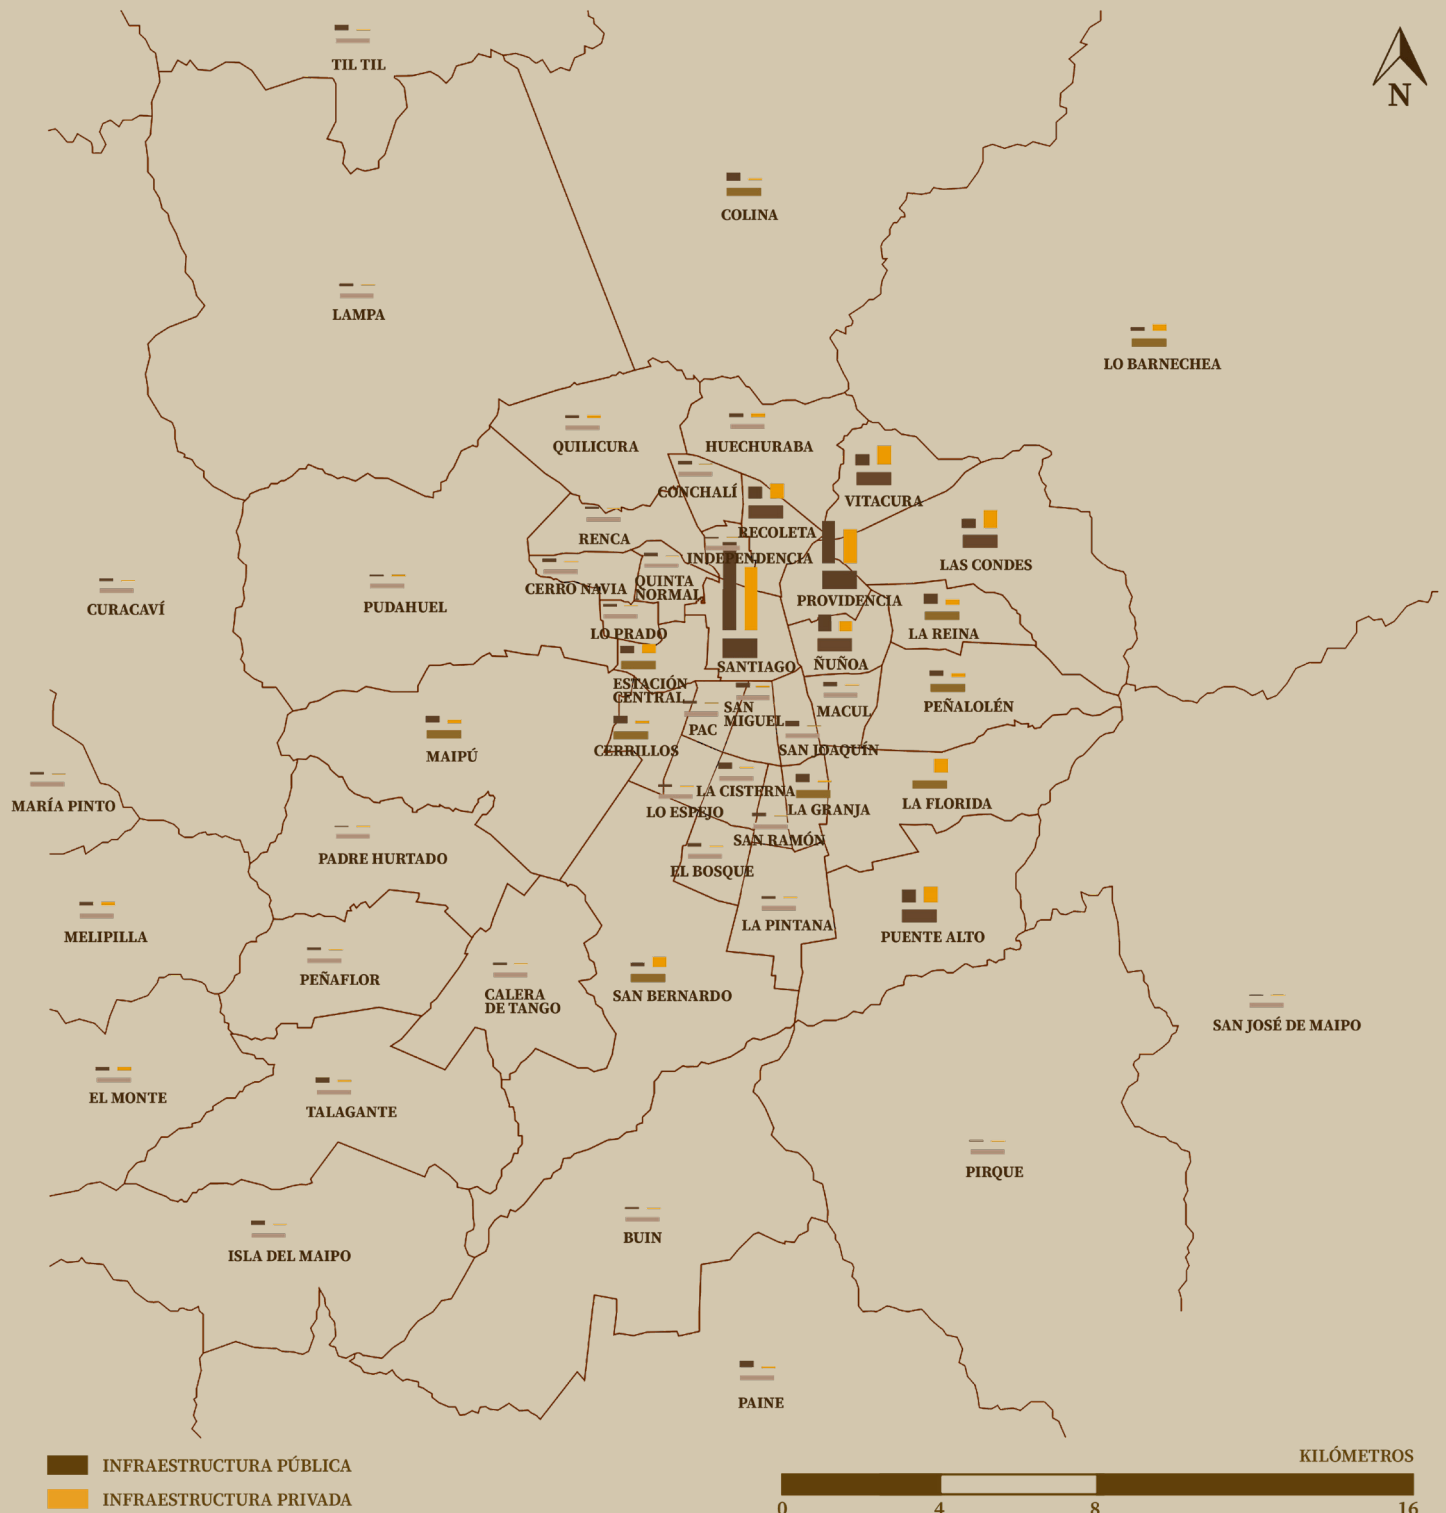 TIL TIL
N
COLINA
LAMPA
LO BARNECHEA
QUILICURA
HUECHURABA
CONCHALÍ
VITACURA
RECOLETA
RENCA
INDEPENDENCIA
LAS CONDES
CERRO NAVIA
QUINTA
NORMAL
CURACAVÍ
PUDAHUEL
PROVIDENCIA
LO PRADO
LA REINA
SANTIAGO
ÑUÑOA
ESTACIÓN
CENTRAL
SAN
MIGUEL
MACUL
PEÑALOLÉN
PAC
MAIPÚ
CERRILLOS
SAN JOAQUÍN
MARÍA PINTO
LA CISTERNA
LO ESPEJO
LA GRANJA
LA FLORIDA
SAN RAMÓN
PADRE HURTADO
EL BOSQUE
MELIPILLA
LA PINTANA
PUENTE ALTO
PEÑAFLOR
CALERA
DE TANGO
SAN BERNARDO
SAN JOSÉ DE MAIPO
EL MONTE
TALAGANTE
PIRQUE
ISLA DEL MAIPO
BUIN
PAINE
INFRAESTRUCTURA PÚBLICA
INFRAESTRUCTURA PRIVADA
KILÓMETROS
0 4 8 16